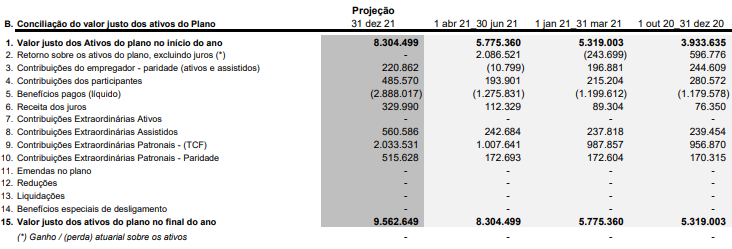 Projeção
B. Conciliação do valor justo dos ativos do Plano 31 dez 21 1 abr 21_30 jun 21 1 jan 21_31 mar 21 1 out 20_31 dez 20
1. Valor justo dos Ativos do plano no início do ano 8.304.499 5.775.360 5.319.003 3.933.635
2. Retorno sobre os ativos do plano, excluindo juros (*) - 2.086.521 (243.699) 596.776
3. Contribuições do empregador - paridade (ativos e assistidos) 220.862 (10.799) 196.881 244.609
4. Contribuições dos participantes 485.570 193.901 215.204 280.572
5. Benefícios pagos (líquido) (2.888.017) (1.275.831) (1.199.612) (1.179.578)
6. Receita dos juros 329.990 112.329 89.304 76.350
7. Contribuições Extraordinárias Ativos - - - -
8. Contribuições Extraordinárias Assistidos 560.586 242.684 237.818 239.454
9. Contribuições Extraordinárias Patronais - (TCF) 2.033.531 1.007.641 987.857 956.870
10. Contribuições Extraordinárias Patronais - Paridade 515.628 172.693 172.604 170.315
11. Emendas no plano - - - -
12. Reduções - - - -
13. Liquidações - - - -
14. Benefícios especiais de desligamento - - - -
15. Valor justo dos ativos do plano no final do ano 9.562.649 8.304.499 5.775.360 5.319.003
(*) Ganho / (perda) atuarial sobre os ativos - - - -